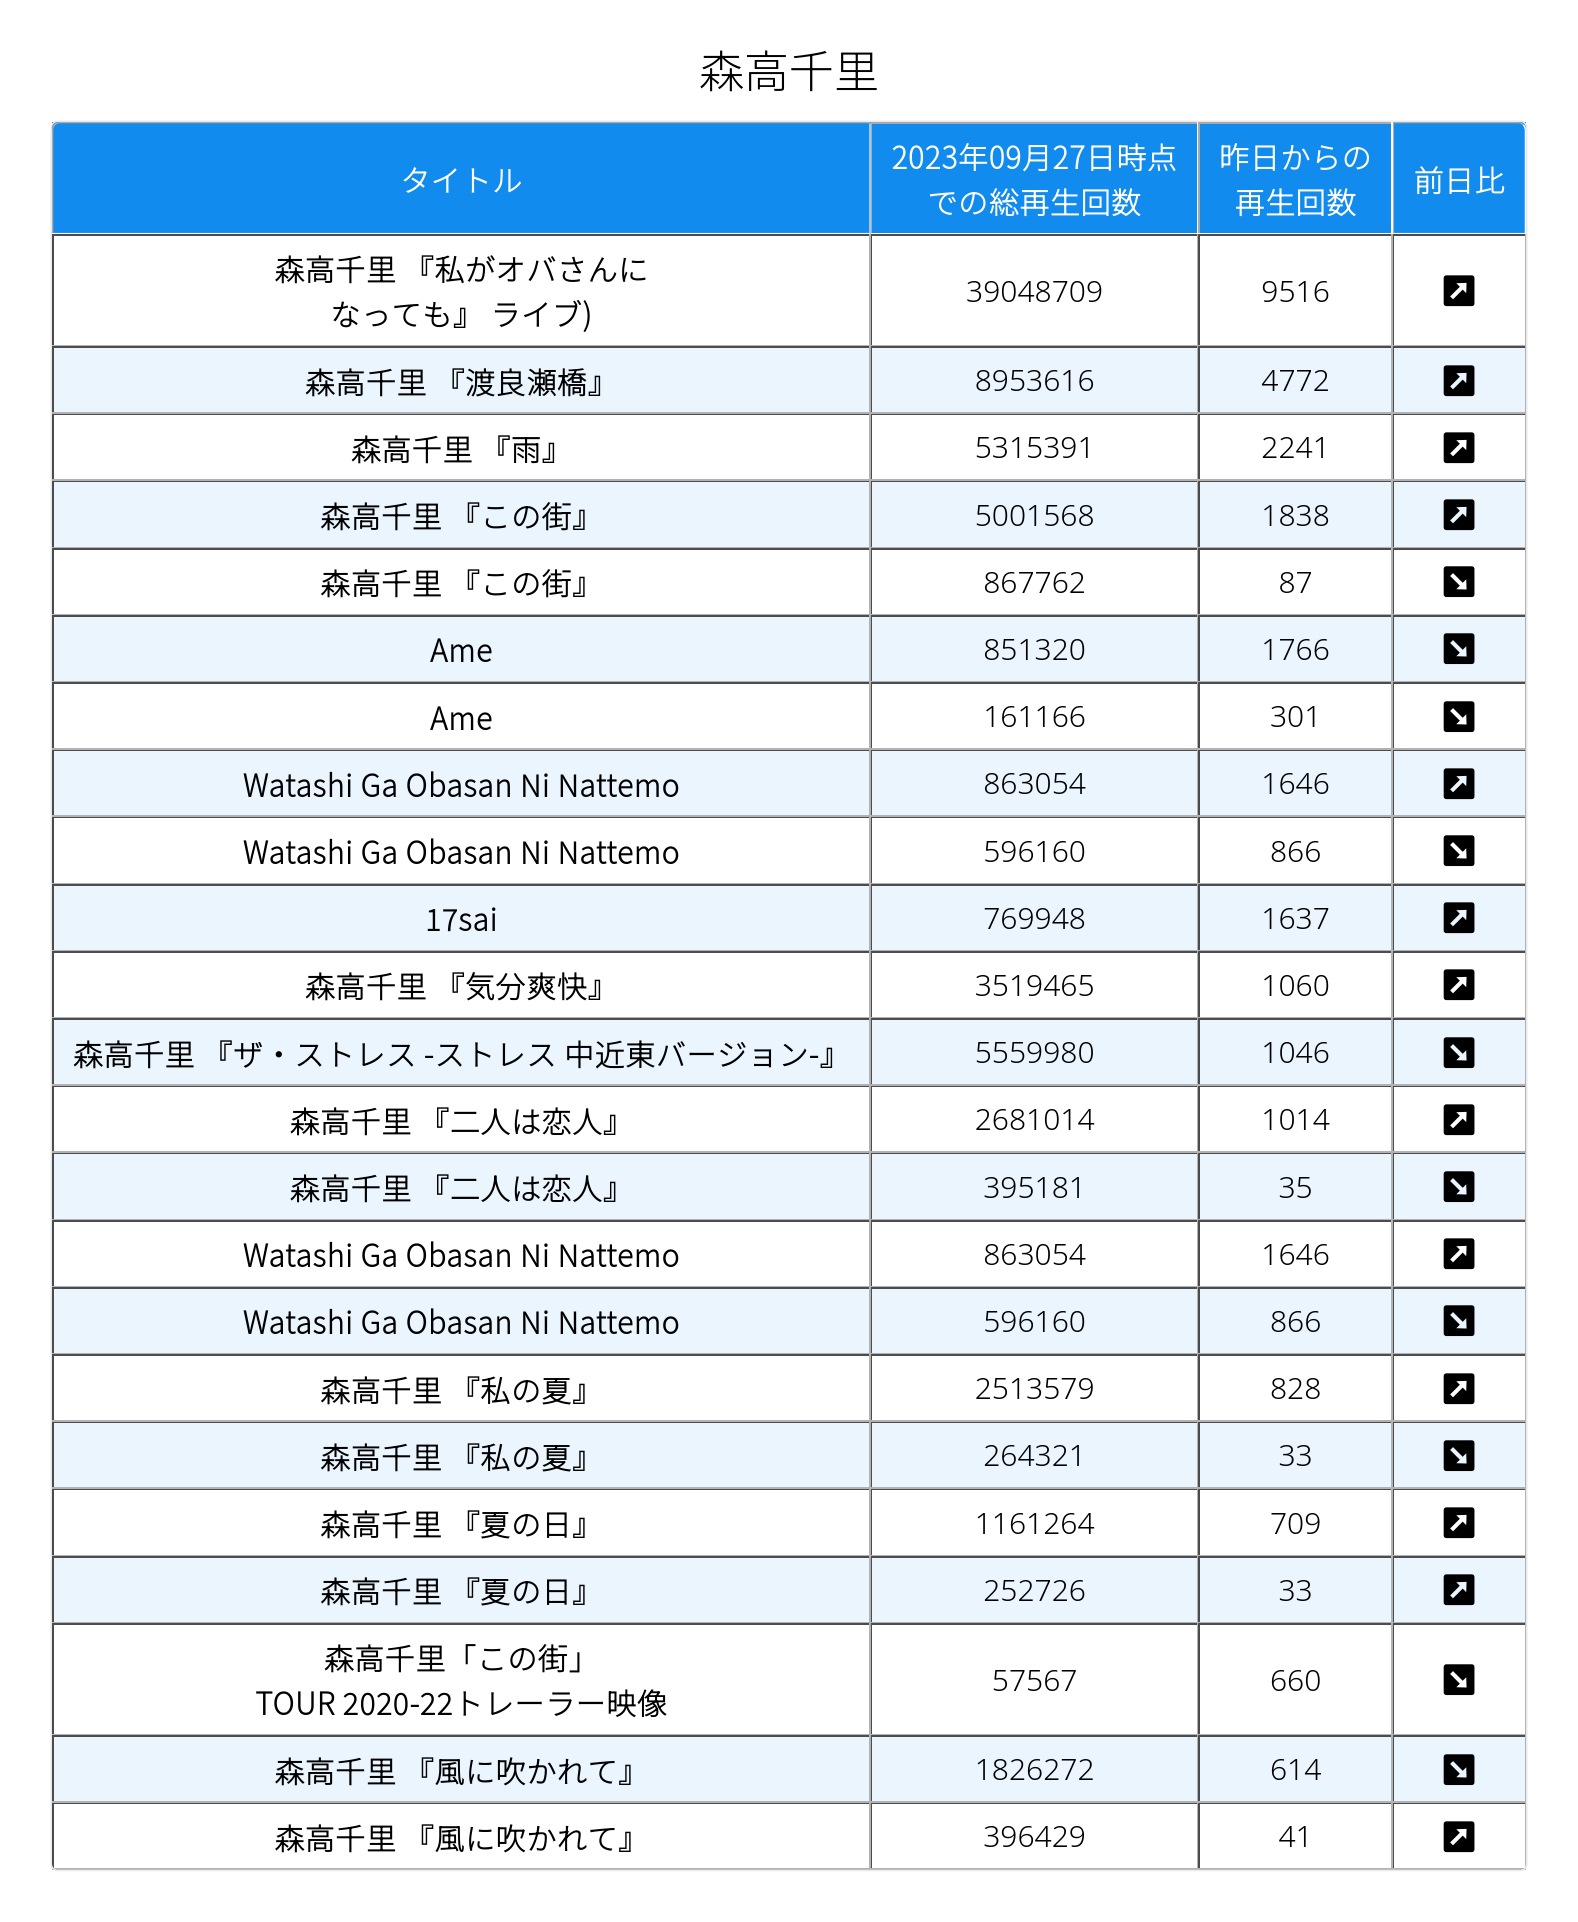 森高千里
タイトル
2023年09月27日時点
での総再生回数
昨日からの
再生回数
前日比
森高千里 『私がオバさんに
なっても』 ライブ)
39048709
9516
森高千里 『渡良瀬橋』
8953616
4772
森高千里 『雨』
5315391
2241
森高千里 『この街』
5001568
1838
森高千里 『この街』
867762
87
Ame
851320
1766
Ame
161166
301
Watashi Ga Obasan Ni Nattemo
863054
1646
Watashi Ga Obasan Ni Nattemo
596160
866
17sai
769948
1637
森高千里 『気分爽快』
3519465
1060
森高千里 『ザ・ストレス -ストレス 中近東バージョン-』
5559980
1046
森高千里 『二人は恋人』
2681014
1014
森高千里 『二人は恋人』
395181
35
Watashi Ga Obasan Ni Nattemo
863054
1646
Watashi Ga Obasan Ni Nattemo
596160
866
森高千里 『私の夏』
2513579
828
森高千里 『私の夏』
264321
33
森高千里 『夏の日』
1161264
709
森高千里 『夏の日』
252726
33
森高千里「この街」
TOUR 2020-22トレーラー映像
57567
660
森高千里 『風に吹かれて』
1826272
614
森高千里 『風に吹かれて』
396429
41